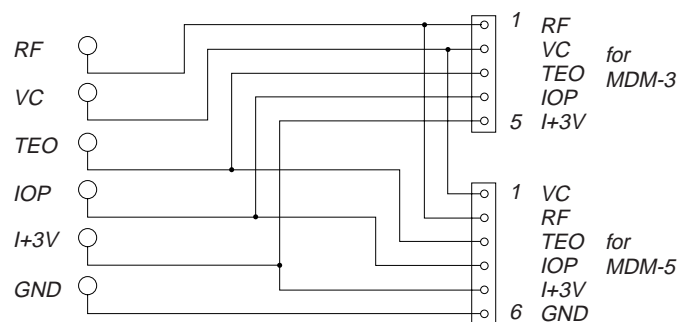 RF
VC
TEO
IOP
I+3V
GND
1 RF
VC
TEO
IOP
5 I+3V
for
MDM-3
1 VC
RF
TEO
IOP
I+3V
6 GND
for
MDM-5